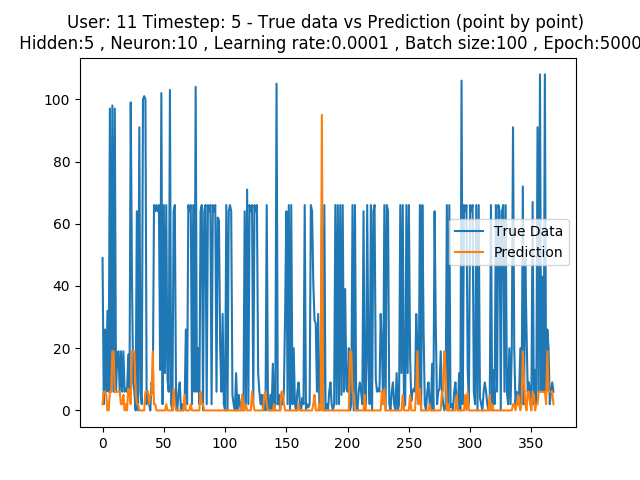 User: 11 Timestep: 5 - True data vs Prediction (point by point)
Hidden:5 , Neuron:10 , Learning rate:0.0001 , Batch size:100 , Epoch:5000
100
80
60
40
20
0
True Data
Prediction
0 50 100 150 200 250 300 350